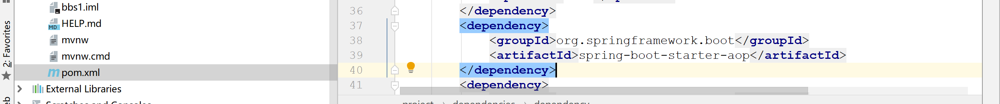 bbs1.iml
HELP.md
MD
mvnw
mvnw.cmd
pom.xml
External Libraries
Scratches and Consoles
2: Favorites
36 </dependency>
37 <dependency>
38 <groupId>org.springframework.boot</groupId>
39 <artifactId>spring-boot-starter-aop</artifactId>
40 </dependency>
41 <dependency>
project › dependencies › dependency